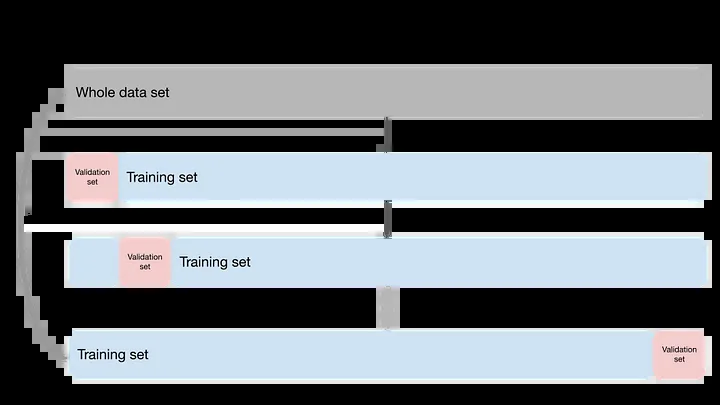 Whole data set
Validation
set
Training set
Validation
set
Training set
Training set
Validation
set